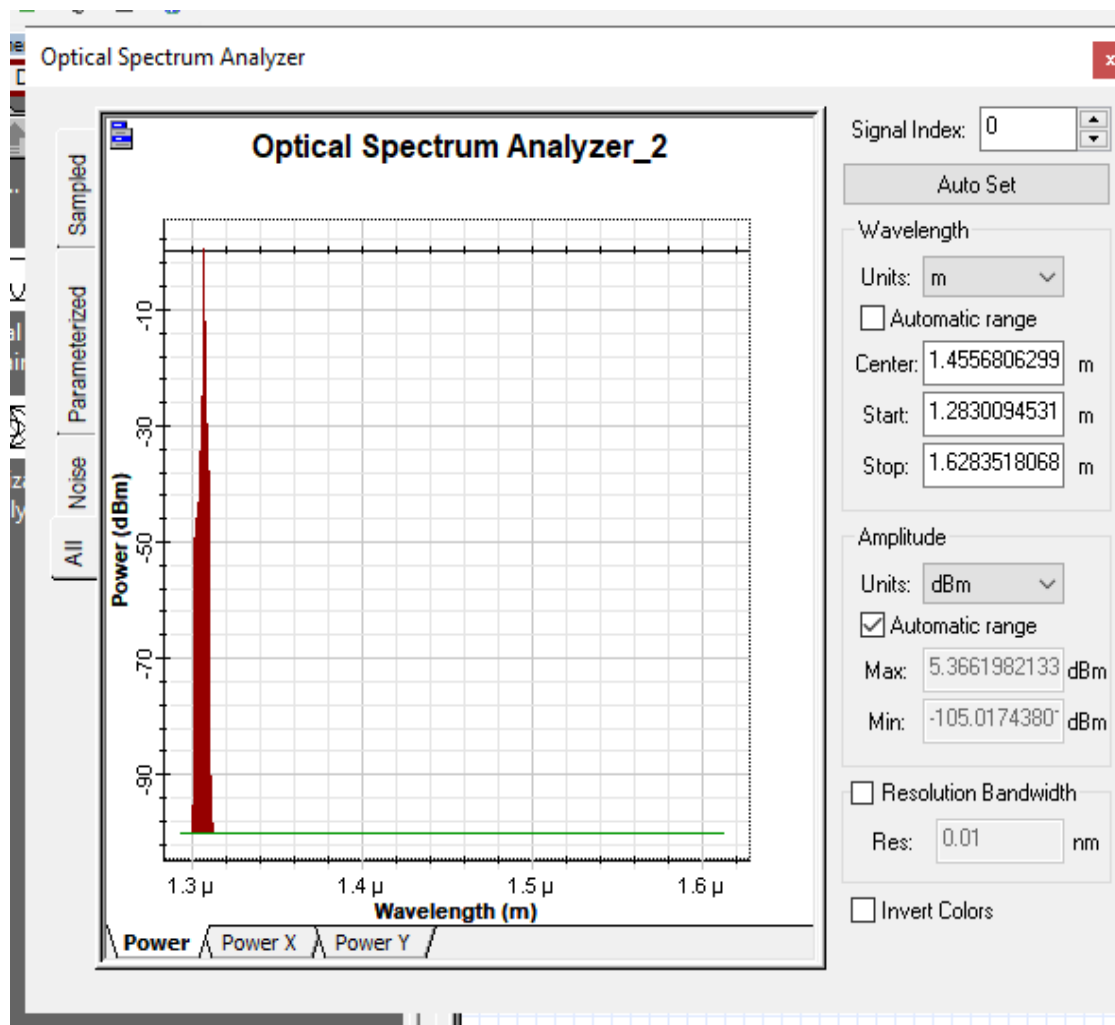 Optical Spectrum Analyzer
x
Optical Spectrum Analyzer_2
Sampled
Parameterized
Noise
All
Power (dBm)
-10
-30
-50
-70
-90
1.3 µ
1.4 µ
1.5 µ
1.6 µ
Wavelength (m)
Power
Power X
Power Y
Signal Index: 0
Auto Set
Wavelength
Units: m
Automatic range
Center: 1.4556806299 m
Start: 1.2830094531 m
Stop: 1.6283518068 m
Amplitude
Units: dBm
Automatic range
Max: 5.3661982133 dBm
Min: -105.0174380 dBm
Resolution Bandwidth
Res: 0.01 nm
Invert Colors